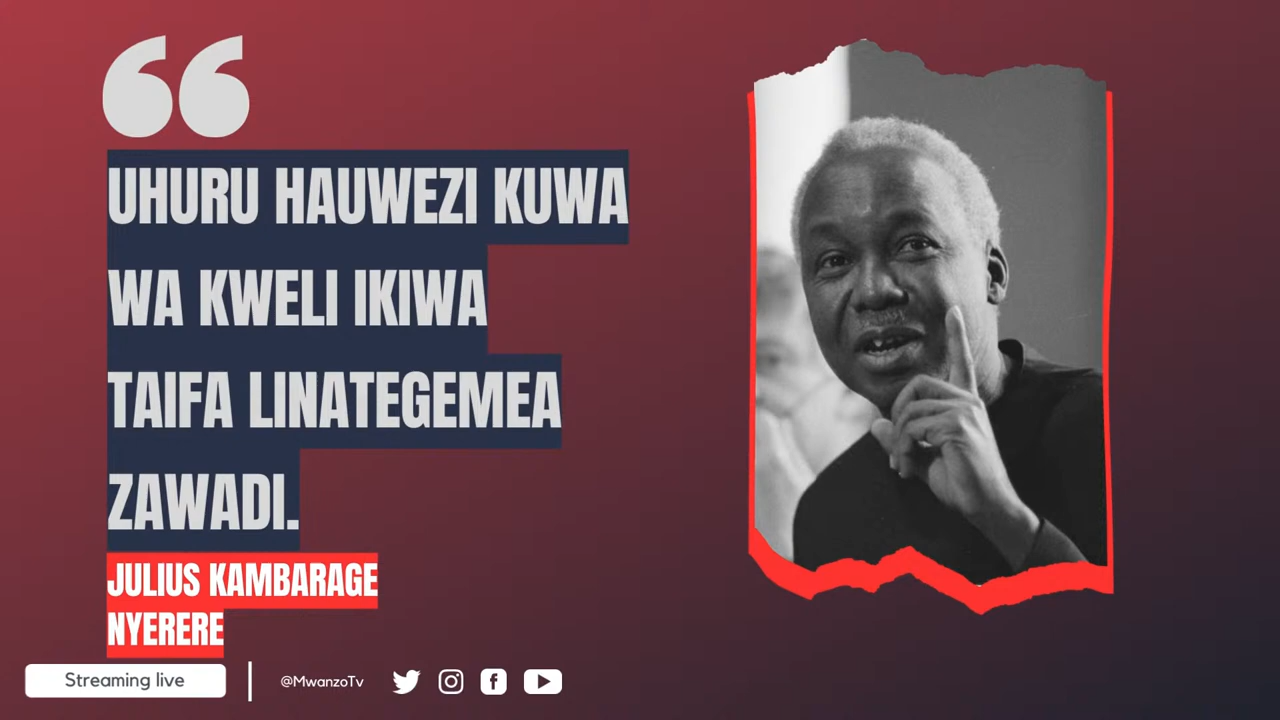 UHURU HAUWEZI KUWA
WA KWELI IKIWA
TAIFA LINATEGEMEA
ZAWADI.
JULIUS KAMBARAGE
NYERERE
Streaming live
@MwanzoTv